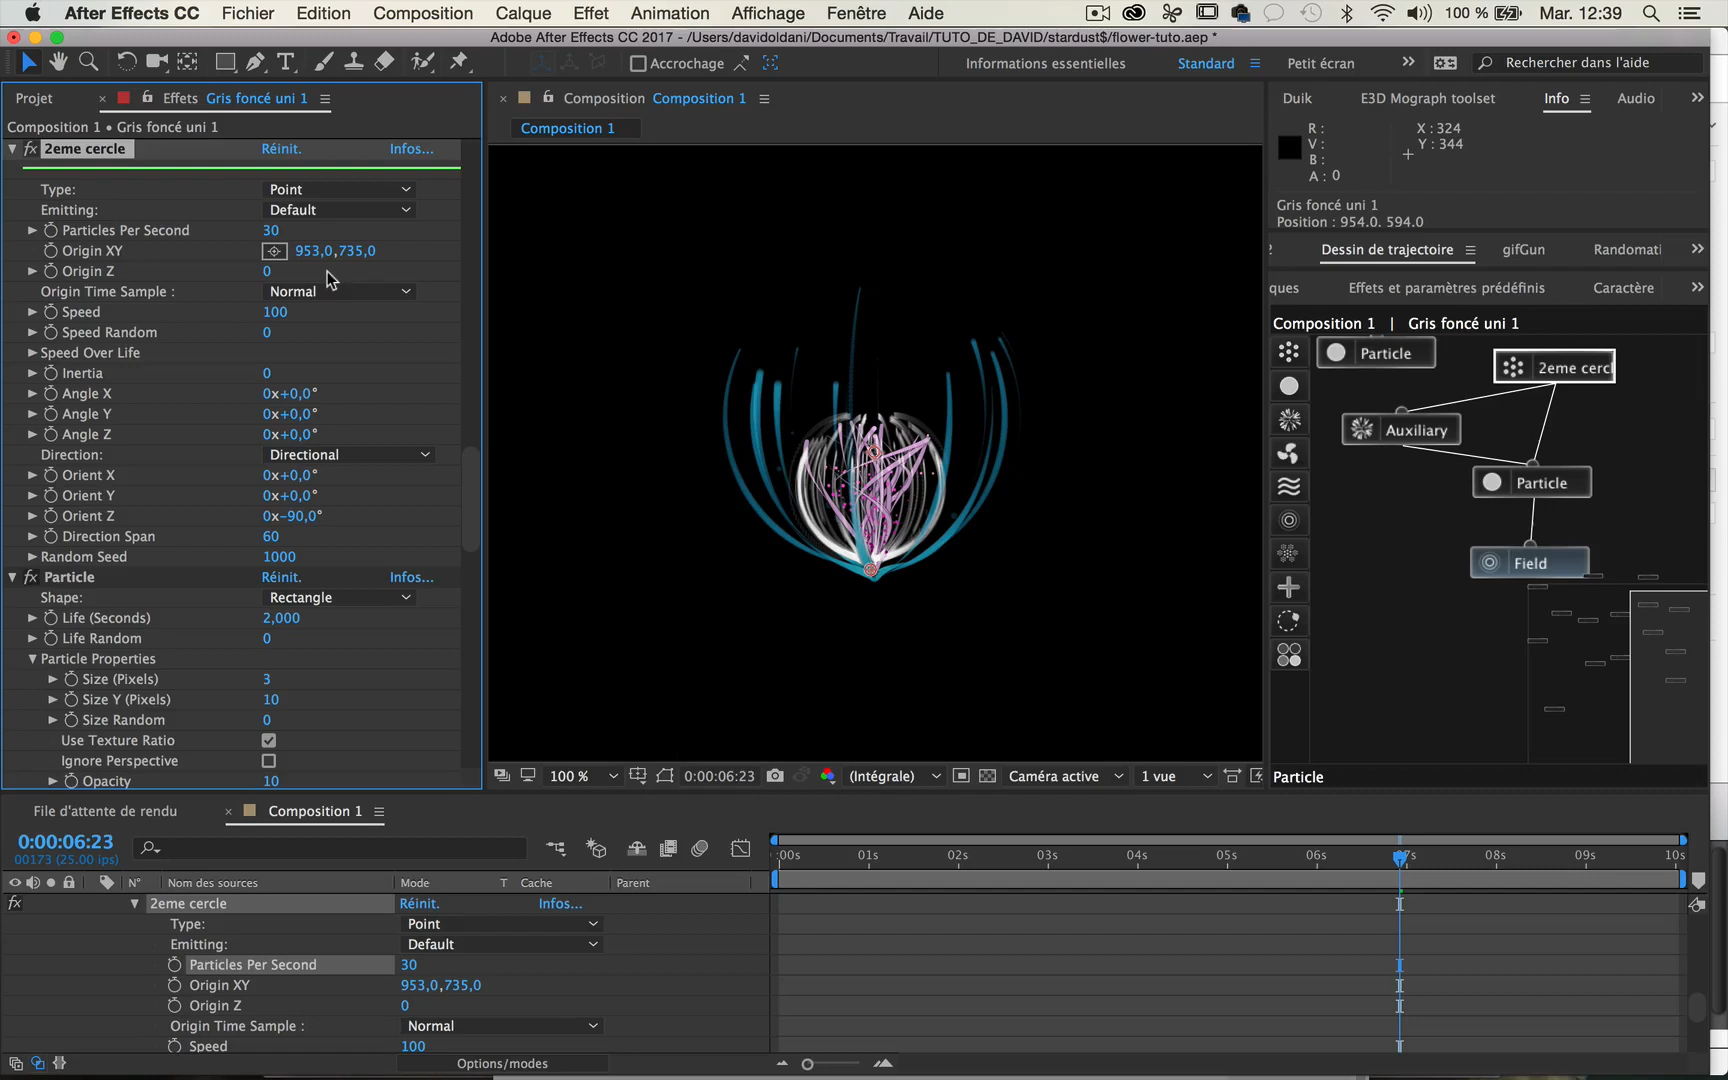 After Effects CC Fichier Edition Composition Calque Effet Animation Affichage Fenêtre Aide 100 % Mar. 12:39
Adobe After Effects CC 2017 - /Users/davidoldani/Documents/Travail/TUTO_DE_DAVID/stardust$/flower-tuto.aep *
T Accrochage Informations essentielles Standard Petit écran Rechercher dans l'aide
Projet × Effets Gris foncé uni 1
Composition 1 • Gris foncé uni 1
fx 2eme cercle Réinit. Infos...
Type: Point
Emitting: Default
Particles Per Second 30
Origin XY 953,0,735,0
Origin Z 0
Origin Time Sample : Normal
Speed 100
Speed Random 0
Speed Over Life
Inertia 0
Angle X 0x+0,0°
Angle Y 0x+0,0°
Angle Z 0x+0,0°
Direction: Directional
Orient X 0x+0,0°
Orient Y 0x+0,0°
Orient Z 0x-90,0°
Direction Span 60
Random Seed 1000
fx Particle Réinit. Infos...
Shape: Rectangle
Life (Seconds) 2,000
Life Random 0
Particle Properties
Size (Pixels) 3
Size Y (Pixels) 10
Size Random 0
Use Texture Ratio
Ignore Perspective
Opacity 10
× Composition Composition 1
Composition 1
100 % 0:00:06:23 (Intégrale) Caméra active 1 vue
Duik E3D Mograph toolset Info Audio
R : X : 324
V : Y : 344
B :
A : 0
Gris foncé uni 1
Position : 954.0. 594.0.
2 Dessin de trajectoire gifGun Randomati
ques Effets et paramètres prédéfinis Caractère
Composition 1 | Gris foncé uni 1
Particle
2eme cercl
Auxiliary
Particle
Field
Particle
File d'attente de rendu × Composition 1
0:00:06:23
00173 (25.00 ips)
:00s 01s 02s 03s 04s 05s 06s 07s 08s 09s 10s
N° Nom des sources Mode T Cache Parent
fx 2eme cercle Réinit. Infos...
Type: Point
Emitting: Default
Particles Per Second 30
Origin XY 953,0,735,0
Origin Z 0
Origin Time Sample : Normal
Speed 100
Options/modes